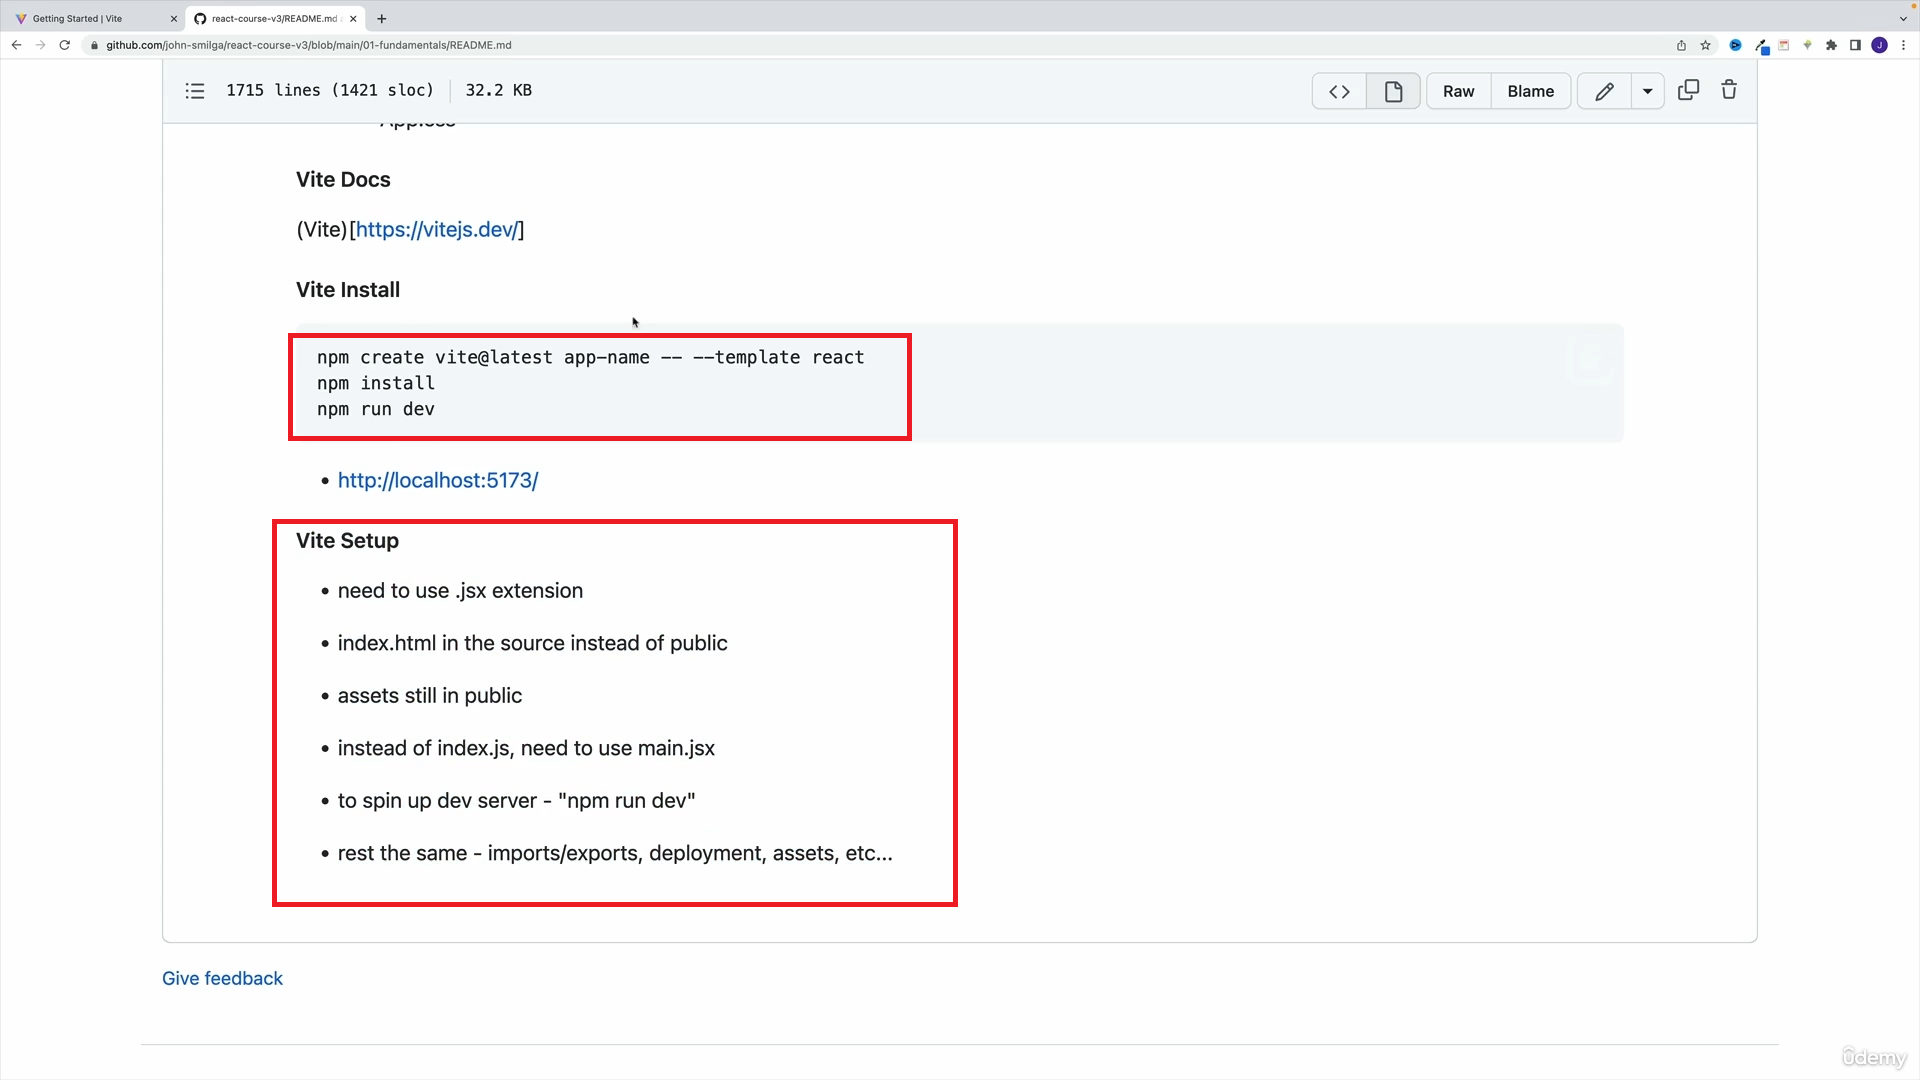 Getting Started | Vite
react-course-v3/README.md
github.com/john-smilga/react-course-v3/blob/main/01-fundamentals/README.md
J
1715 lines (1421 sloc)
32.2 KB
Raw
Blame
App.css
Vite Docs
(Vite)[https://vitejs.dev/]
Vite Install
npm create vite@latest app-name -- --template react
npm install
npm run dev
• http://localhost:5173/
Vite Setup
• need to use .jsx extension
• index.html in the source instead of public
• assets still in public
• instead of index.js, need to use main.jsx
• to spin up dev server - "npm run dev"
• rest the same - imports/exports, deployment, assets, etc...
Give feedback
ûdemy